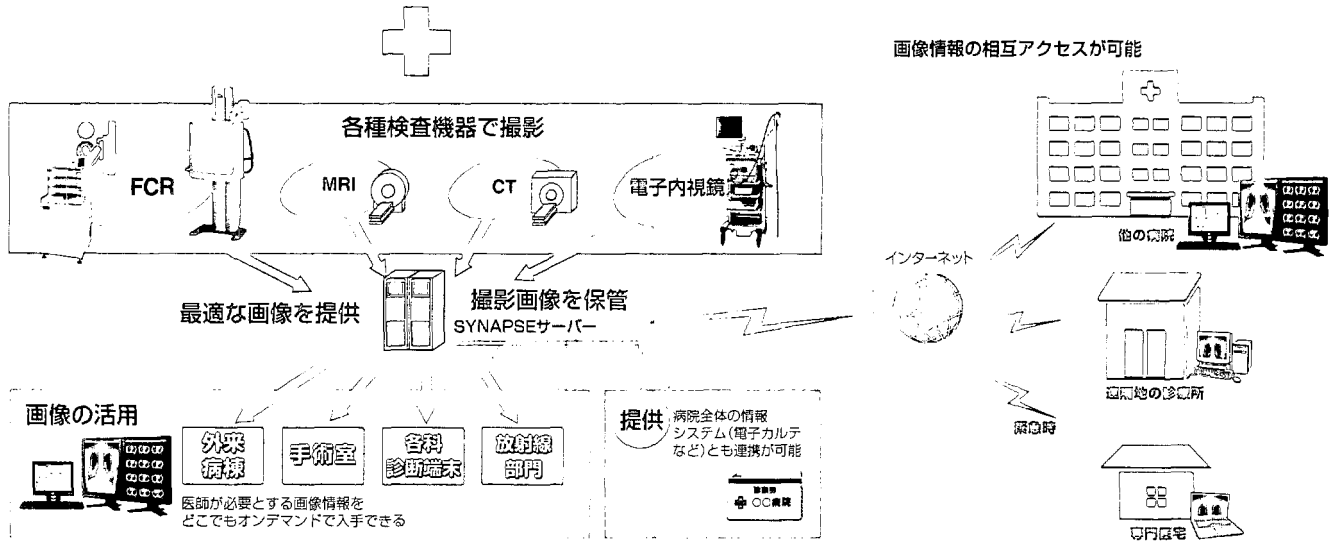 各種検査機器で撮影
FCR
MRI
CT
電子内視鏡
最適な画像を提供
撮影画像を保管
SYNAPSEサーバー
画像の活用
外来
病棟
手術室
各科
診断端末
放射線
部門
医師が必要とする画像情報を
どこでもオンデマンドで入手できる
提供
病院全体の情報
システム(電子カルテ
など)とも連携が可能
○○病院
画像情報の相互アクセスが可能
インターネット
他の病院
遠隔地の診療所
緊急時